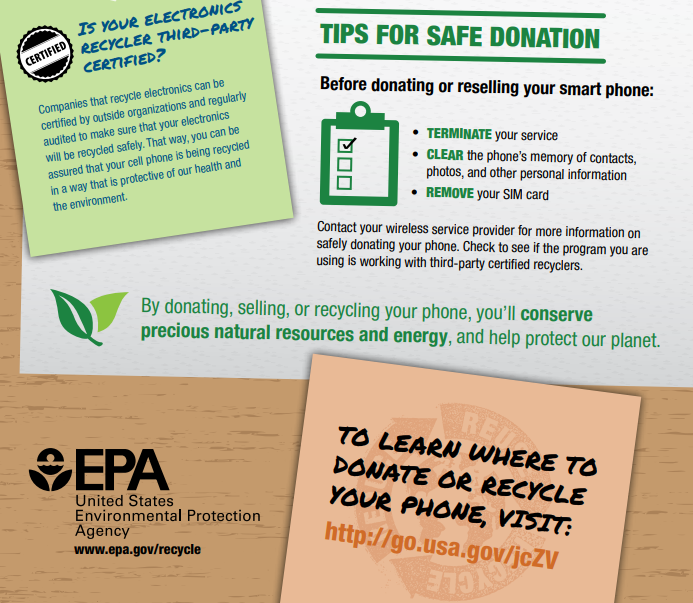 IS YOUR ELECTRONICS
RECYCLER THIRD-PARTY
CERTIFIED?
CERTIFIED
Companies that recycle electronics can be
certified by outside organizations and regularly
audited to make sure that your electronics
will be recycled safely. That way, you can be
assured that your cell phone is being recycled
in a way that is protective of our health and
the environment.
TIPS FOR SAFE DONATION
Before donating or reselling your smart phone:
• TERMINATE your service
• CLEAR the phone's memory of contacts,
photos, and other personal information
• REMOVE your SIM card
Contact your wireless service provider for more information on
safely donating your phone. Check to see if the program you are
using is working with third-party certified recyclers.
By donating, selling, or recycling your phone, you'll conserve
precious natural resources and energy, and help protect our planet.
EPA
United States
Environmental Protection
Agency
www.epa.gov/recycle
TO LEARN WHERE TO
DONATE OR RECYCLE
YOUR PHONE, VISIT:
http://go.usa.gov/jcZV
RECYCLE